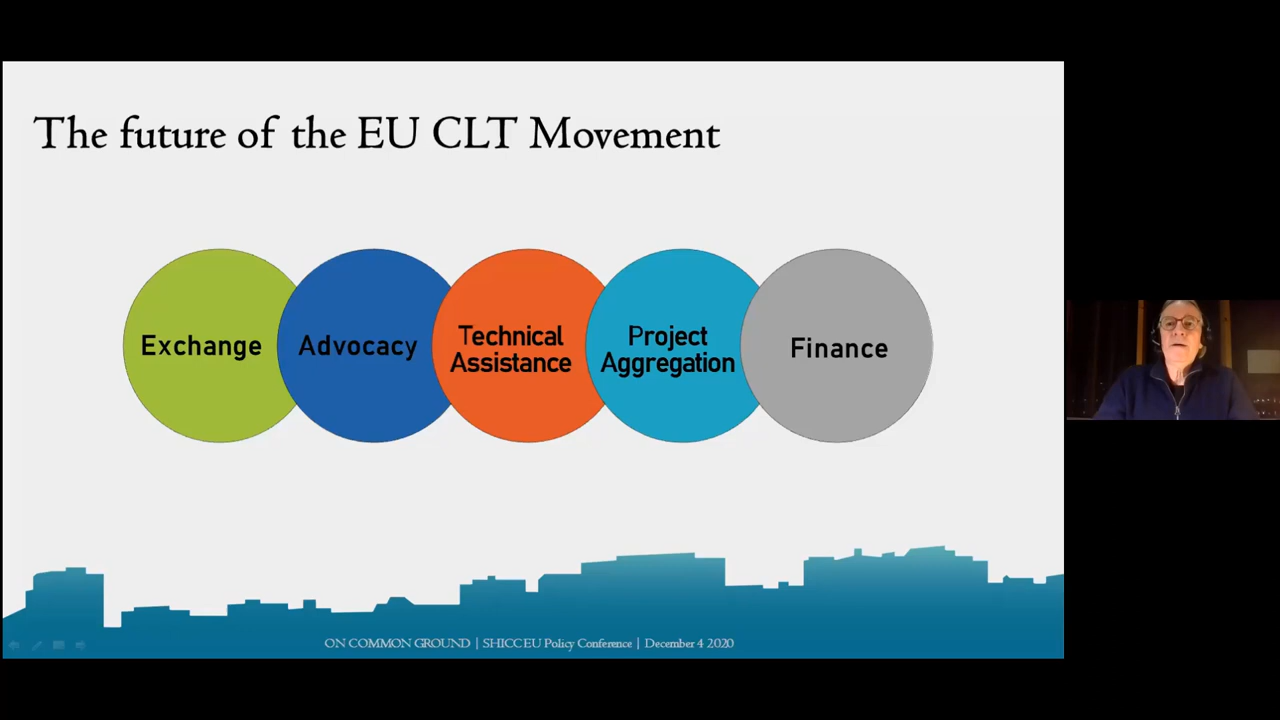 The future of the EU CLT Movement
Exchange
Advocacy
Technical
Assistance
Project
Aggregation
Finance
ON COMMON GROUND | SHICC EU Policy Conference | December 4 2020